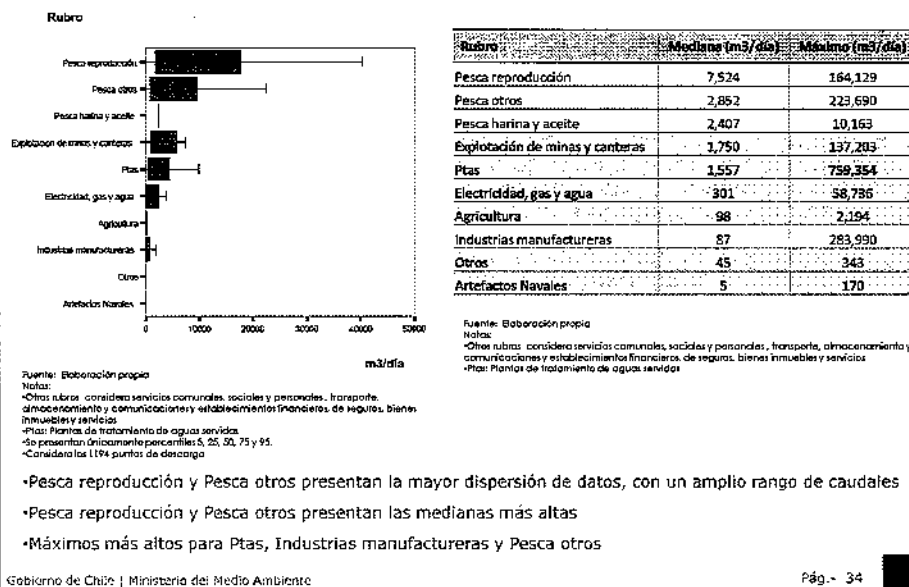 Rubro
Pesca reproducción
Pesca otros
Pesca harina y aceite
Explotación de minas y canteras
Ptas
Electricidad, gas y agua
Agricultura
Industrias manufactureras
Otros
Artefactos Navales
0 10000 20000 30000 40000 50000
m3/día
Fuente: Elaboración propia
Notas:
•Otros rubros considera servicios comunales, sociales y personales, transporte,
almacenamiento y comunicaciones y establecimientos financieros, de seguros, bienes
inmuebles y servicios
•Ptas: Plantas de tratamiento de aguas servidas
•Se presentan únicamente percentiles 5, 25, 50, 75 y 95.
•Considera los 1194 puntos de descarga
Rubro Mediana (m3/día) Máximo (m3/día)
Pesca reproducción 7,524 164,129
Pesca otros 2,852 223,690
Pesca harina y aceite 2,407 10,163
Explotación de minas y canteras 1,750 137,203
Ptas 1,557 759,354
Electricidad, gas y agua 301 58,736
Agricultura 98 2,194
Industrias manufactureras 87 283,990
Otros 45 343
Artefactos Navales 5 170
Fuente: Elaboración propia
Notas:
•Otros rubros considera servicios comunales, sociales y personales, transporte, almacenamiento y
comunicaciones y establecimientos financieros, de seguros, bienes inmuebles y servicios
•Ptas: Plantas de tratamiento de aguas servidas
•Pesca reproducción y Pesca otros presentan la mayor dispersión de datos, con un amplio rango de caudales
•Pesca reproducción y Pesca otros presentan las medianas más altas
•Máximos más altos para Ptas, Industrias manufactureras y Pesca otros
Gobierno de Chile | Ministerio del Medio Ambiente
Pág.- 34